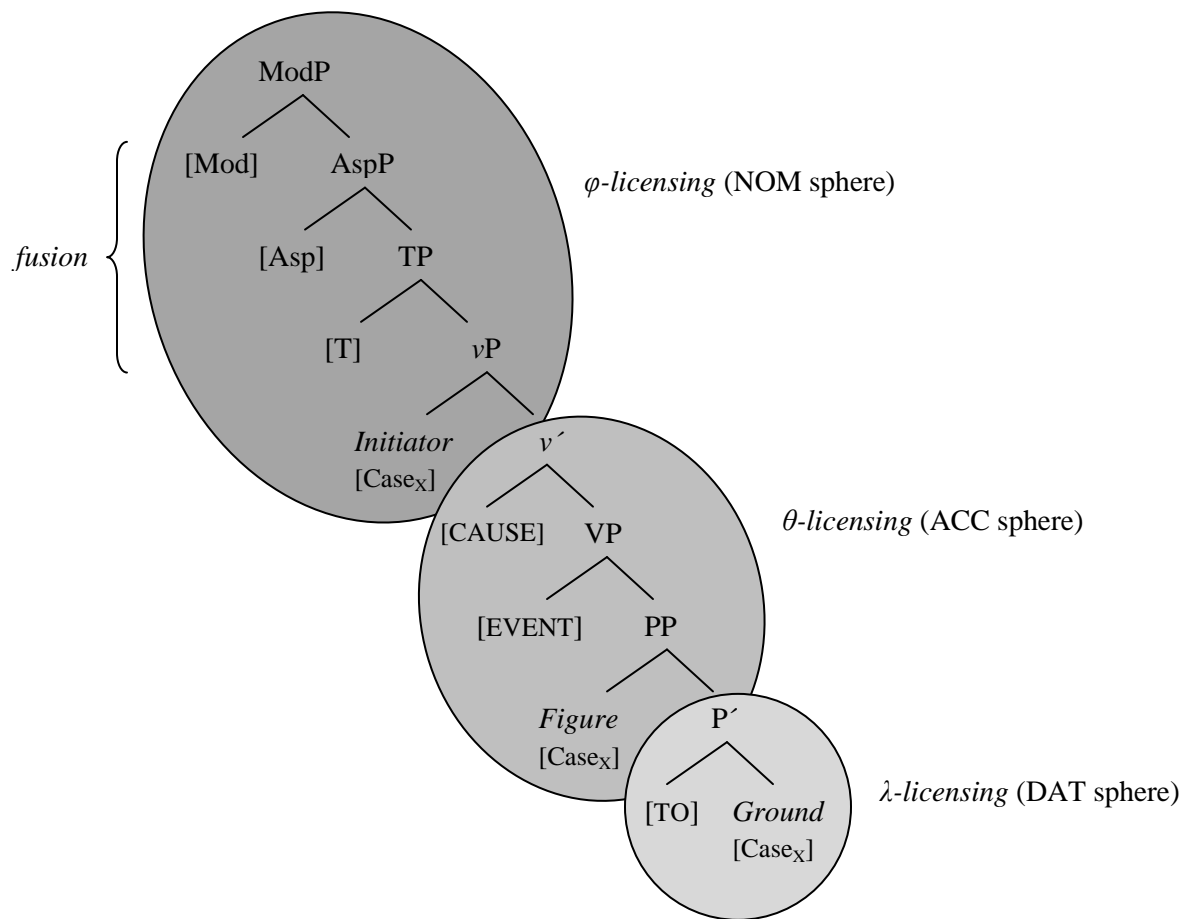 ModP
[Mod] AspP
φ-licensing (NOM sphere)
fusion
[Asp] TP
[T] vP
Initiator v´
[CaseX]
[CAUSE] VP
θ-licensing (ACC sphere)
[EVENT] PP
Figure P´
[CaseX]
[TO] Ground
λ-licensing (DAT sphere)
[CaseX]